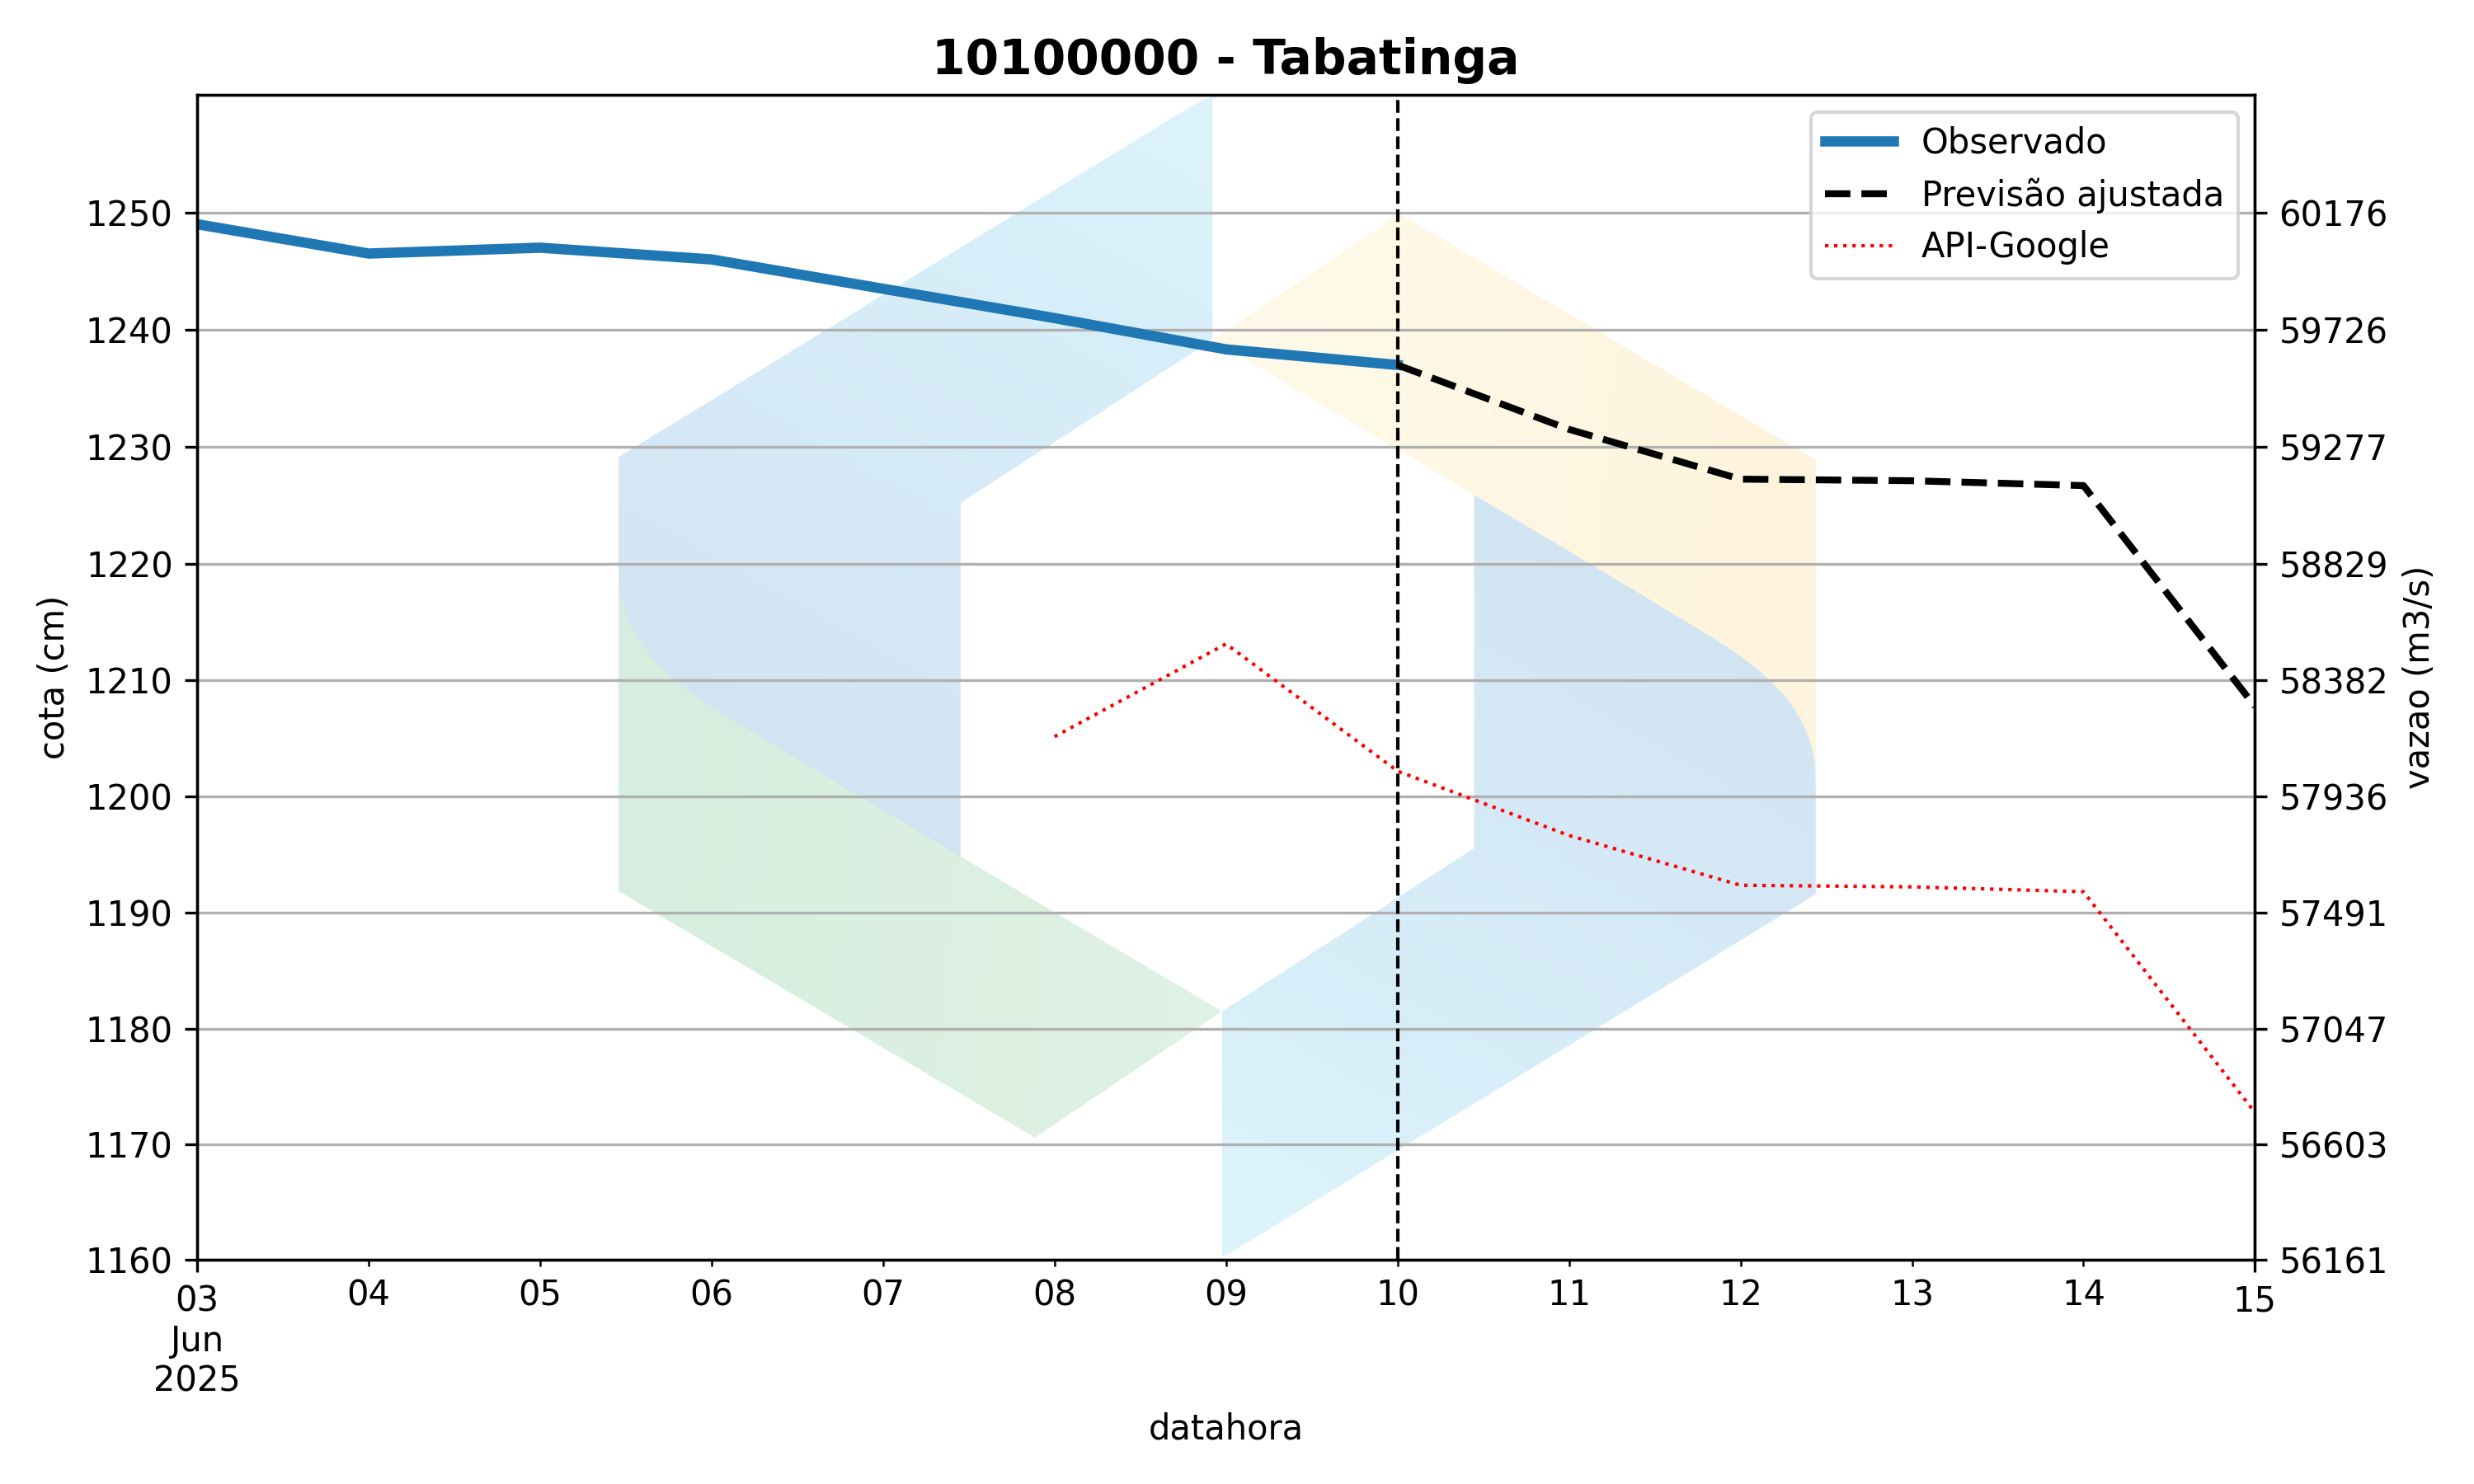 10100000 - Tabatinga
Observado
Previsão ajustada
API-Google
1250
1240
1230
1220
1210
1200
1190
1180
1170
1160
cota (cm)
60176
59726
59277
58829
58382
57936
57491
57047
56603
56161
vazao (m3/s)
03 04 05 06 07 08 09 10 11 12 13 14 15
Jun
2025
datahora